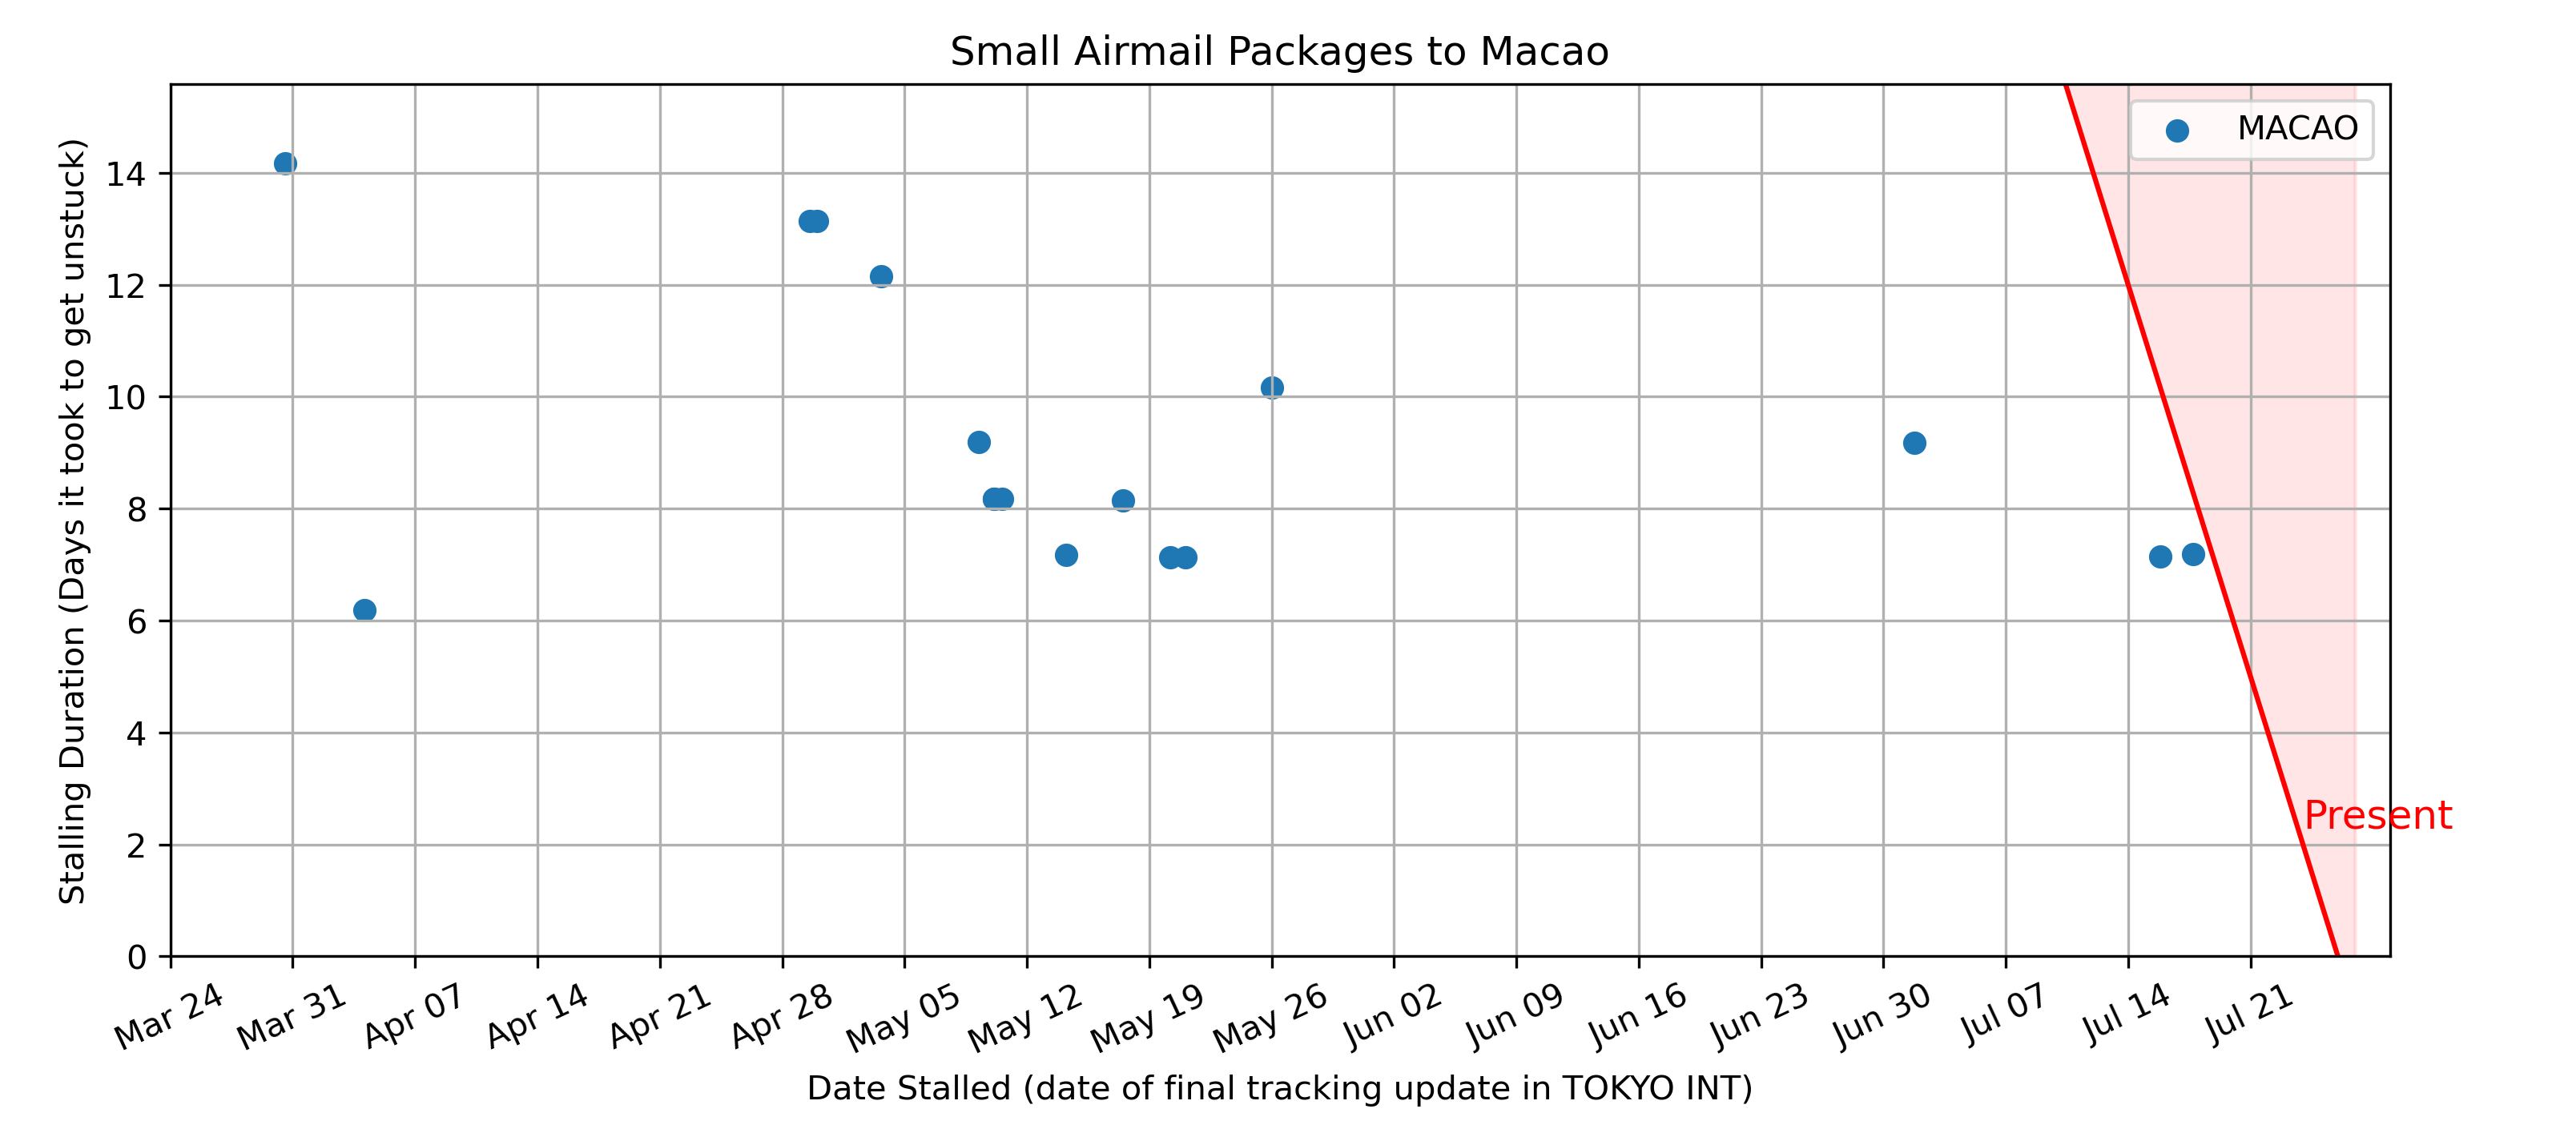 Small Airmail Packages to Macao
MACAO
Stalling Duration (Days it took to get unstuck)
14
12
10
8
6
4
2
0
Present
Mar 24
Mar 31
Apr 07
Apr 14
Apr 21
Apr 28
May 05
May 12
May 19
May 26
Jun 02
Jun 09
Jun 16
Jun 23
Jun 30
Jul 07
Jul 14
Jul 21
Date Stalled (date of final tracking update in TOKYO INT)